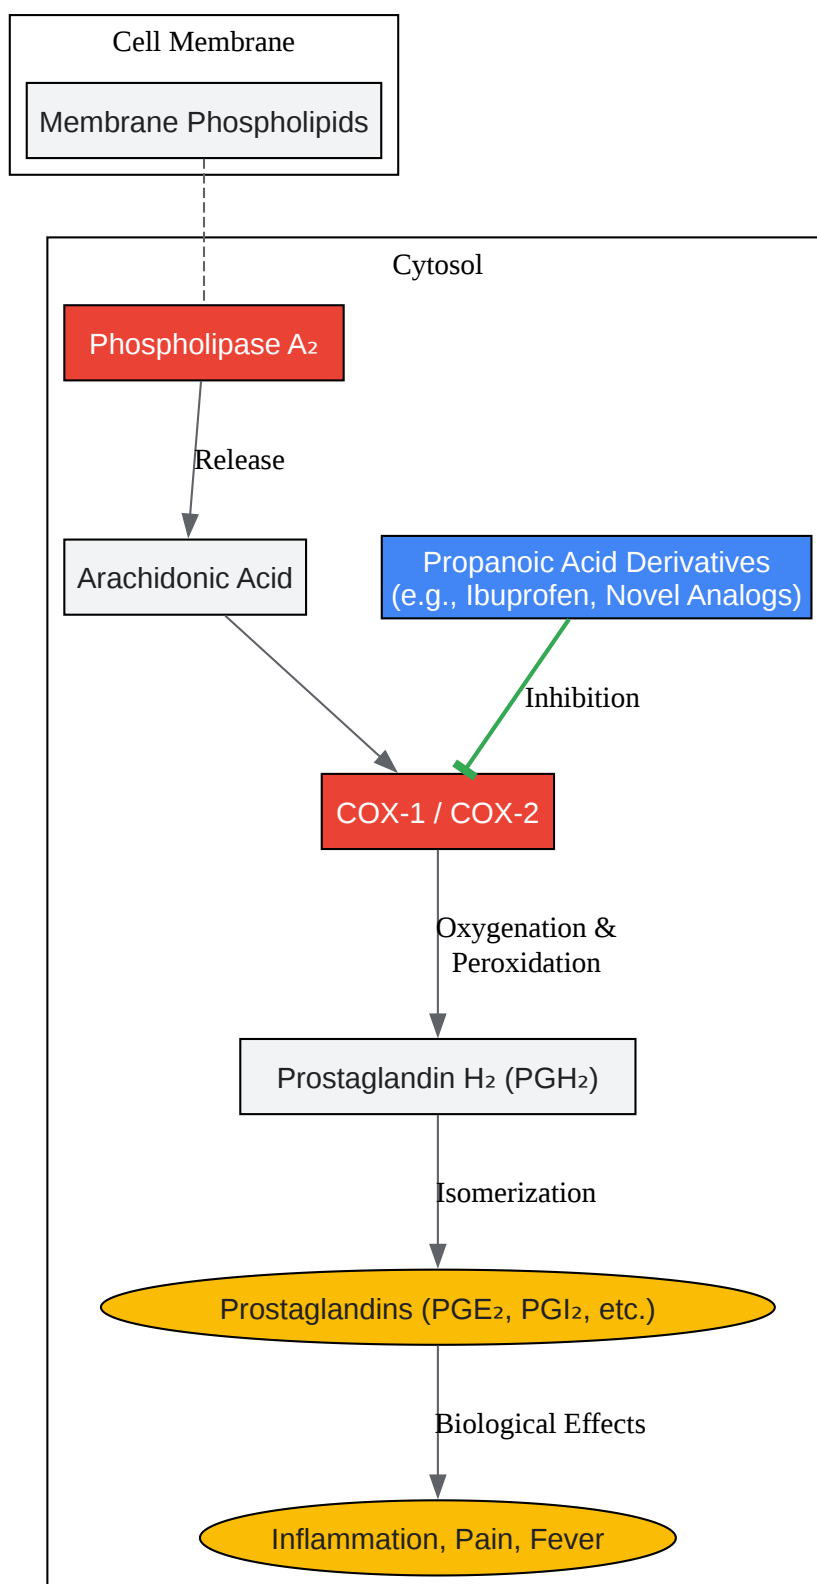 Cell Membrane
Membrane Phospholipids
Cytosol
Phospholipase A₂
Release
Arachidonic Acid
Propanoic Acid Derivatives
(e.g., Ibuprofen, Novel Analogs)
Inhibition
COX-1 / COX-2
Oxygenation &
Peroxidation
Prostaglandin H₂ (PGH₂)
Isomerization
Prostaglandins (PGE₂, PGI₂, etc.)
Biological Effects
Inflammation, Pain, Fever